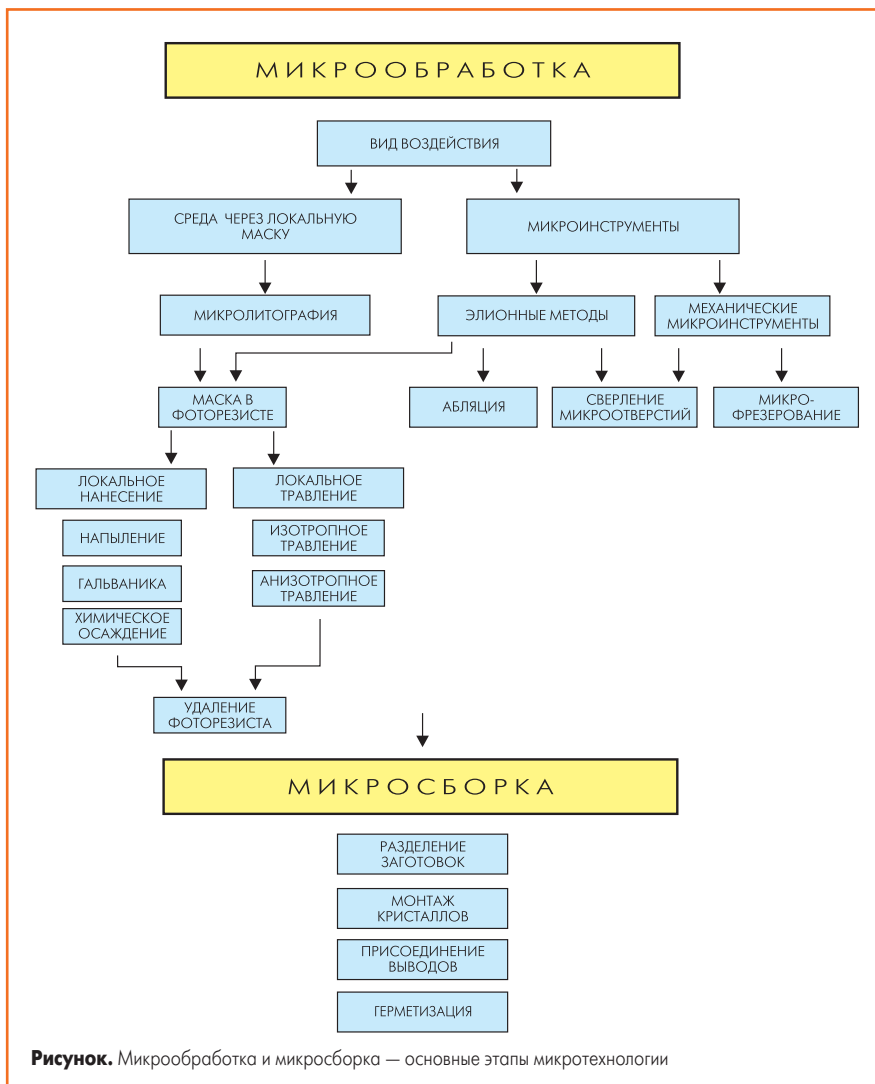 МИКРООБРАБОТКА
ВИД ВОЗДЕЙСТВИЯ
СРЕДА ЧЕРЕЗ ЛОКАЛЬНУЮ
МАСКУ
МИКРОИНСТРУМЕНТЫ
МИКРОЛИТОГРАФИЯ
ЭЛИОННЫЕ МЕТОДЫ
МЕХАНИЧЕСКИЕ
МИКРОИНСТРУМЕНТЫ
МАСКА В
ФОТОРЕЗИСТЕ
АБЛЯЦИЯ
СВЕРЛЕНИЕ
МИКРООТВЕРСТИЙ
МИКРО-
ФРЕЗЕРОВАНИЕ
ЛОКАЛЬНОЕ
НАНЕСЕНИЕ
ЛОКАЛЬНОЕ
ТРАВЛЕНИЕ
НАПЫЛЕНИЕ
ИЗОТРОПНОЕ
ТРАВЛЕНИЕ
ГАЛЬВАНИКА
АНИЗОТРОПНОЕ
ТРАВЛЕНИЕ
ХИМИЧЕСКОЕ
ОСАЖДЕНИЕ
УДАЛЕНИЕ
ФОТОРЕЗИСТА
МИКРОСБОРКА
РАЗДЕЛЕНИЕ
ЗАГОТОВОК
МОНТАЖ
КРИСТАЛЛОВ
ПРИСОЕДИНЕНИЕ
ВЫВОДОВ
ГЕРМЕТИЗАЦИЯ
Рисунок. Микрообработка и микросборка — основные этапы микротехнологии